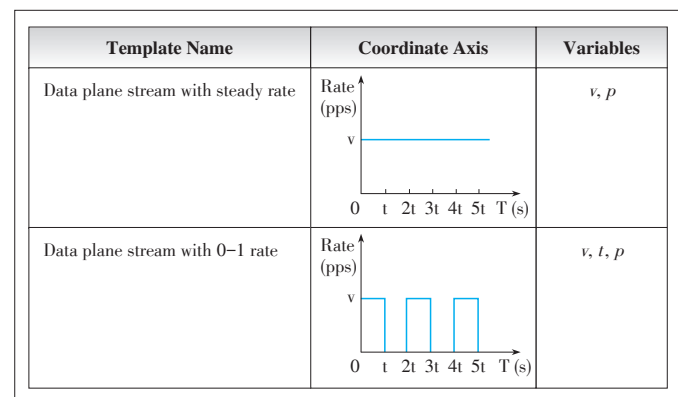 Template Name Coordinate Axis Variables
Data plane stream with steady rate
Rate
(pps)
v
0 t 2t 3t 4t 5t T (s)
v, p
Data plane stream with 0−1 rate
Rate
(pps)
v
0 t 2t 3t 4t 5t T (s)
v, t, p